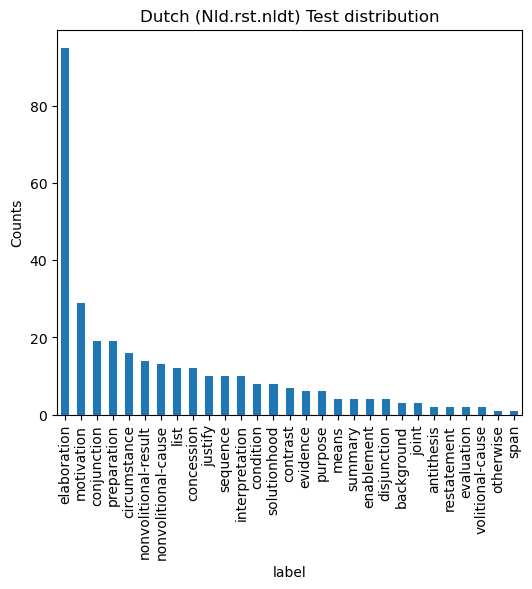 Dutch (Nld.rst.nldt) Test distribution
Counts
80
60
40
20
0
elaboration
motivation
conjunction
preparation
circumstance
nonvolitional-result
nonvolitional-cause
list
concession
justify
sequence
interpretation
condition
solutionhood
contrast
evidence
purpose
means
summary
enablement
disjunction
background
joint
antithesis
restatement
evaluation
volitional-cause
otherwise
span
label